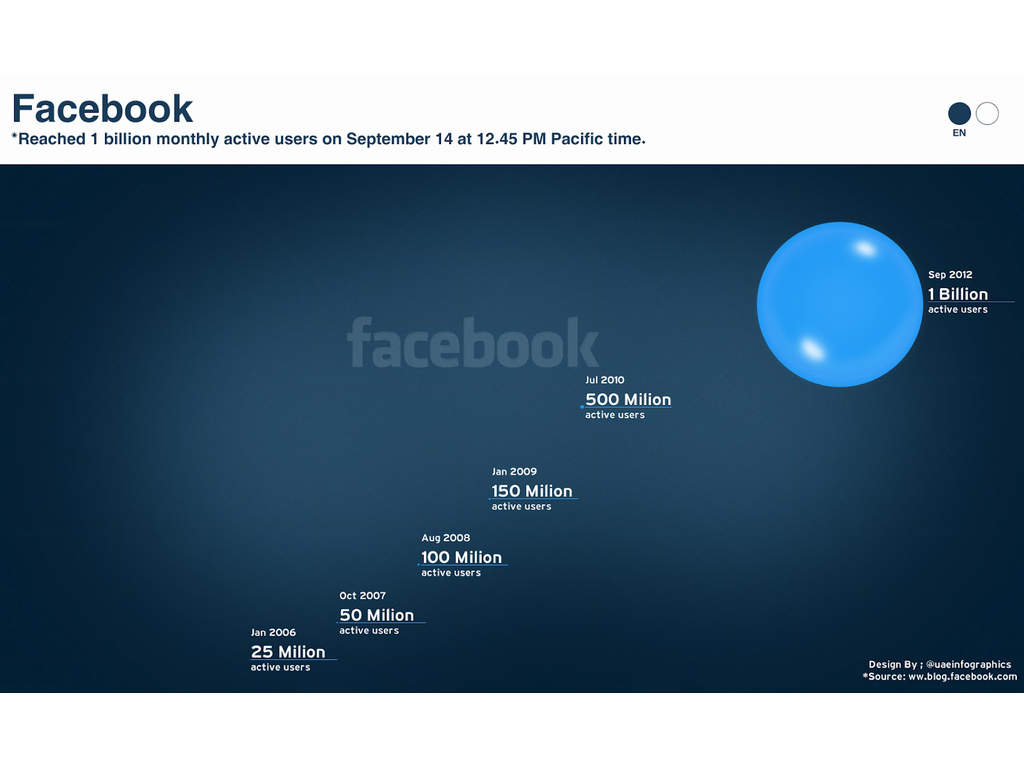 Facebook
*Reached 1 billion monthly active users on September 14 at 12.45 PM Pacific time.
EN
Sep 2012
1 Billion
active users
facebook
Jul 2010
500 Milion
active users
Jan 2009
150 Milion
active users
Aug 2008
100 Milion
active users
Oct 2007
50 Milion
active users
Jan 2006
25 Milion
active users
Design By ; @uaeinfographics
*Source: ww.blog.facebook.com